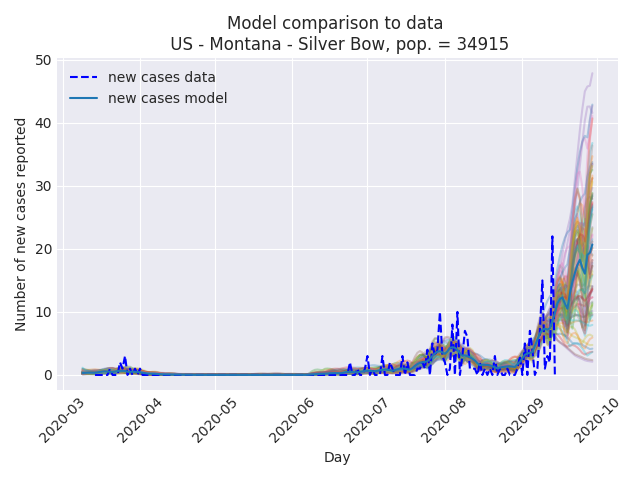 Model comparison to data
US - Montana - Silver Bow, pop. = 34915
new cases data
new cases model
Number of new cases reported
50
40
30
20
10
0
2020-03
2020-04
2020-05
2020-06
2020-07
2020-08
2020-09
2020-10
Day